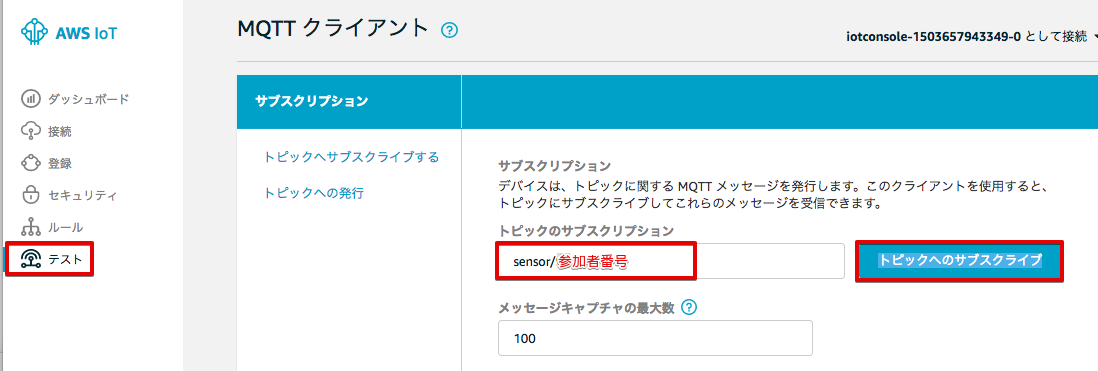 AWS IoT
MQTT クライアント
iotconsole-1503657943349-0 として接続
ダッシュボード
接続
登録
セキュリティ
ルール
テスト
サブスクリプション
トピックへサブスクライブする
トピックへの発行
サブスクリプション
デバイスは、トピックに関する MQTT メッセージを発行します。このクライアントを使用すると、
トピックにサブスクライブしてこれらのメッセージを受信できます。
トピックのサブスクリプション
sensor/参加者番号
トピックへのサブスクライブ
メッセージキャプチャの最大数
100